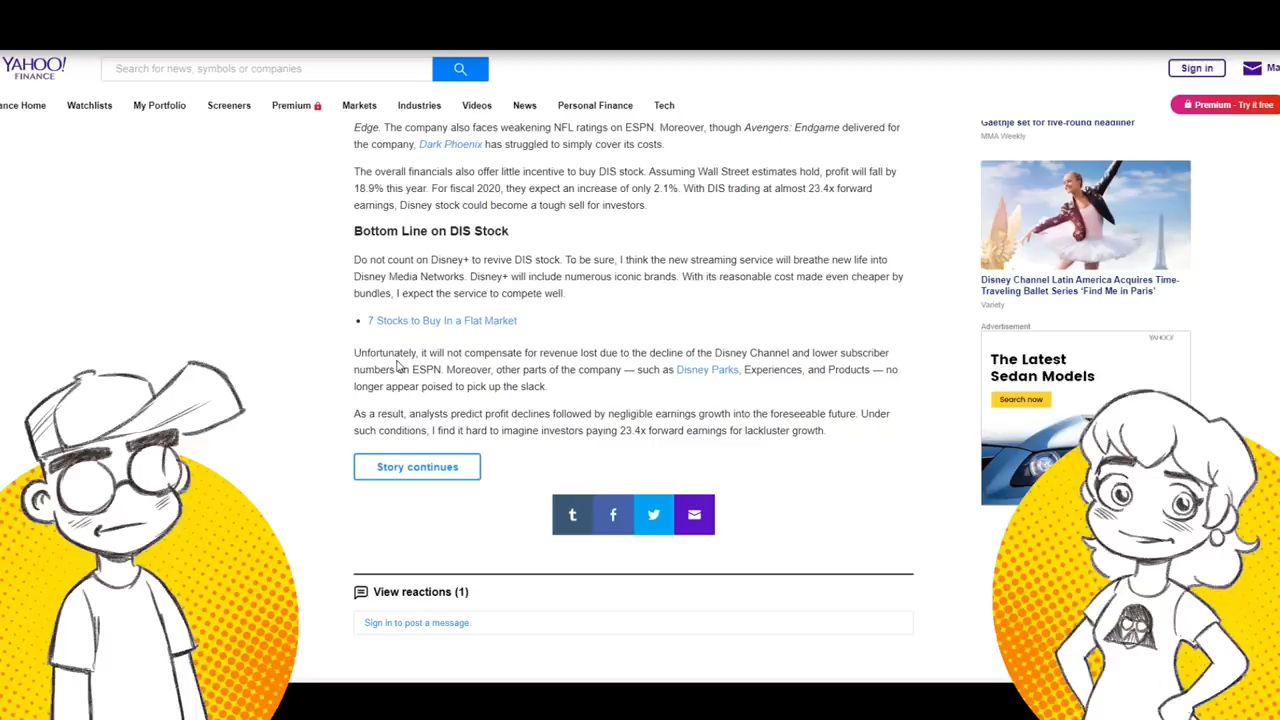 YAHOO!
FINANCE
Search for news, symbols or companies
Sign in
Ma
ance Home
Watchlists
My Portfolio
Screeners
Premium
Markets
Industries
Videos
News
Personal Finance
Tech
Premium - Try it free
Edge. The company also faces weakening NFL ratings on ESPN. Moreover, though Avengers: Endgame delivered for
the company, Dark Phoenix has struggled to simply cover its costs.
The overall financials also offer little incentive to buy DIS stock. Assuming Wall Street estimates hold, profit will fall by
18.9% this year. For fiscal 2020, they expect an increase of only 2.1%. With DIS trading at almost 23.4x forward
earnings, Disney stock could become a tough sell for investors.
Bottom Line on DIS Stock
Do not count on Disney+ to revive DIS stock. To be sure, I think the new streaming service will breathe new life into
Disney Media Networks. Disney+ will include numerous iconic brands. With its reasonable cost made even cheaper by
bundles, I expect the service to compete well.
• 7 Stocks to Buy In a Flat Market
Unfortunately, it will not compensate for revenue lost due to the decline of the Disney Channel and lower subscriber
numbers on ESPN. Moreover, other parts of the company — such as Disney Parks, Experiences, and Products — no
longer appear poised to pick up the slack.
As a result, analysts predict profit declines followed by negligible earnings growth into the foreseeable future. Under
such conditions, I find it hard to imagine investors paying 23.4x forward earnings for lackluster growth.
Story continues
t
f
View reactions (1)
Sign in to post a message.
Gaethje set for five-round headliner
MMA Weekly
Disney Channel Latin America Acquires Time-
Traveling Ballet Series ‘Find Me in Paris’
Variety
Advertisement
YAHOO!
The Latest
Sedan Models
Search now